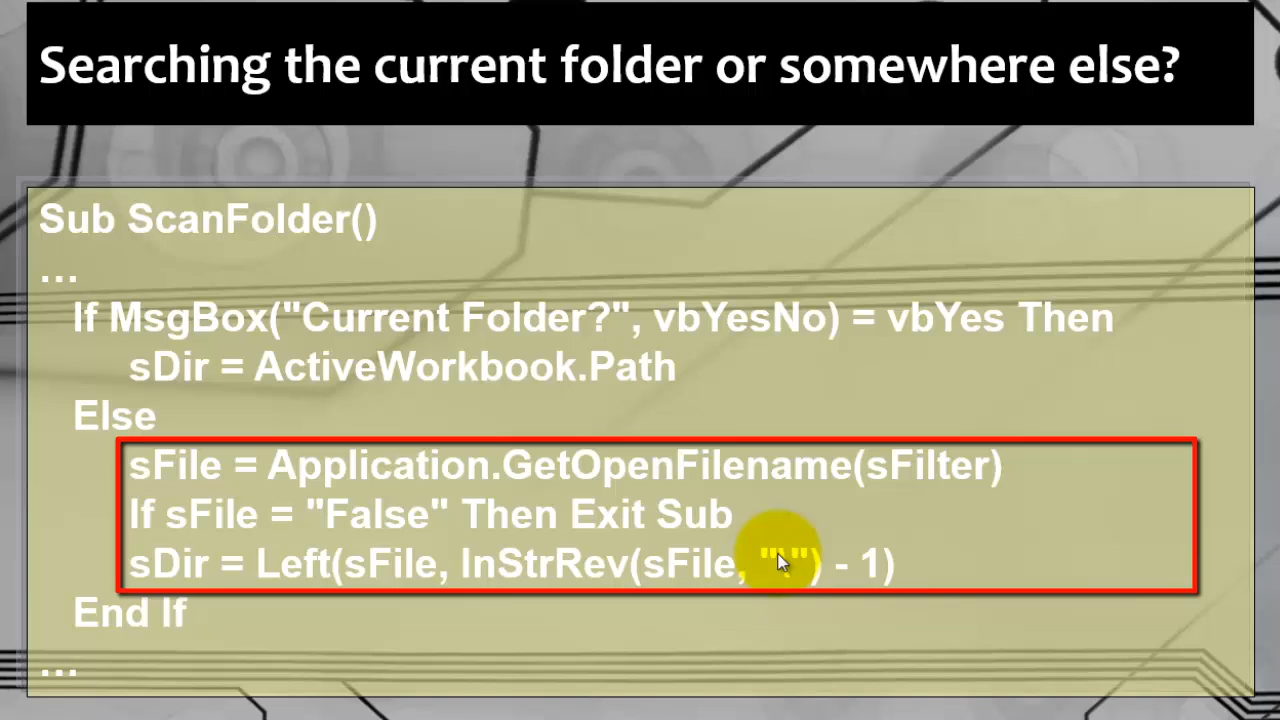 Searching the current folder or somewhere else?
Sub ScanFolder()
…
If MsgBox("Current Folder?", vbYesNo) = vbYes Then
sDir = ActiveWorkbook.Path
Else
sFile = Application.GetOpenFilename(sFilter)
If sFile = "False" Then Exit Sub
sDir = Left(sFile, InStrRev(sFile, "\") - 1)
End If
…